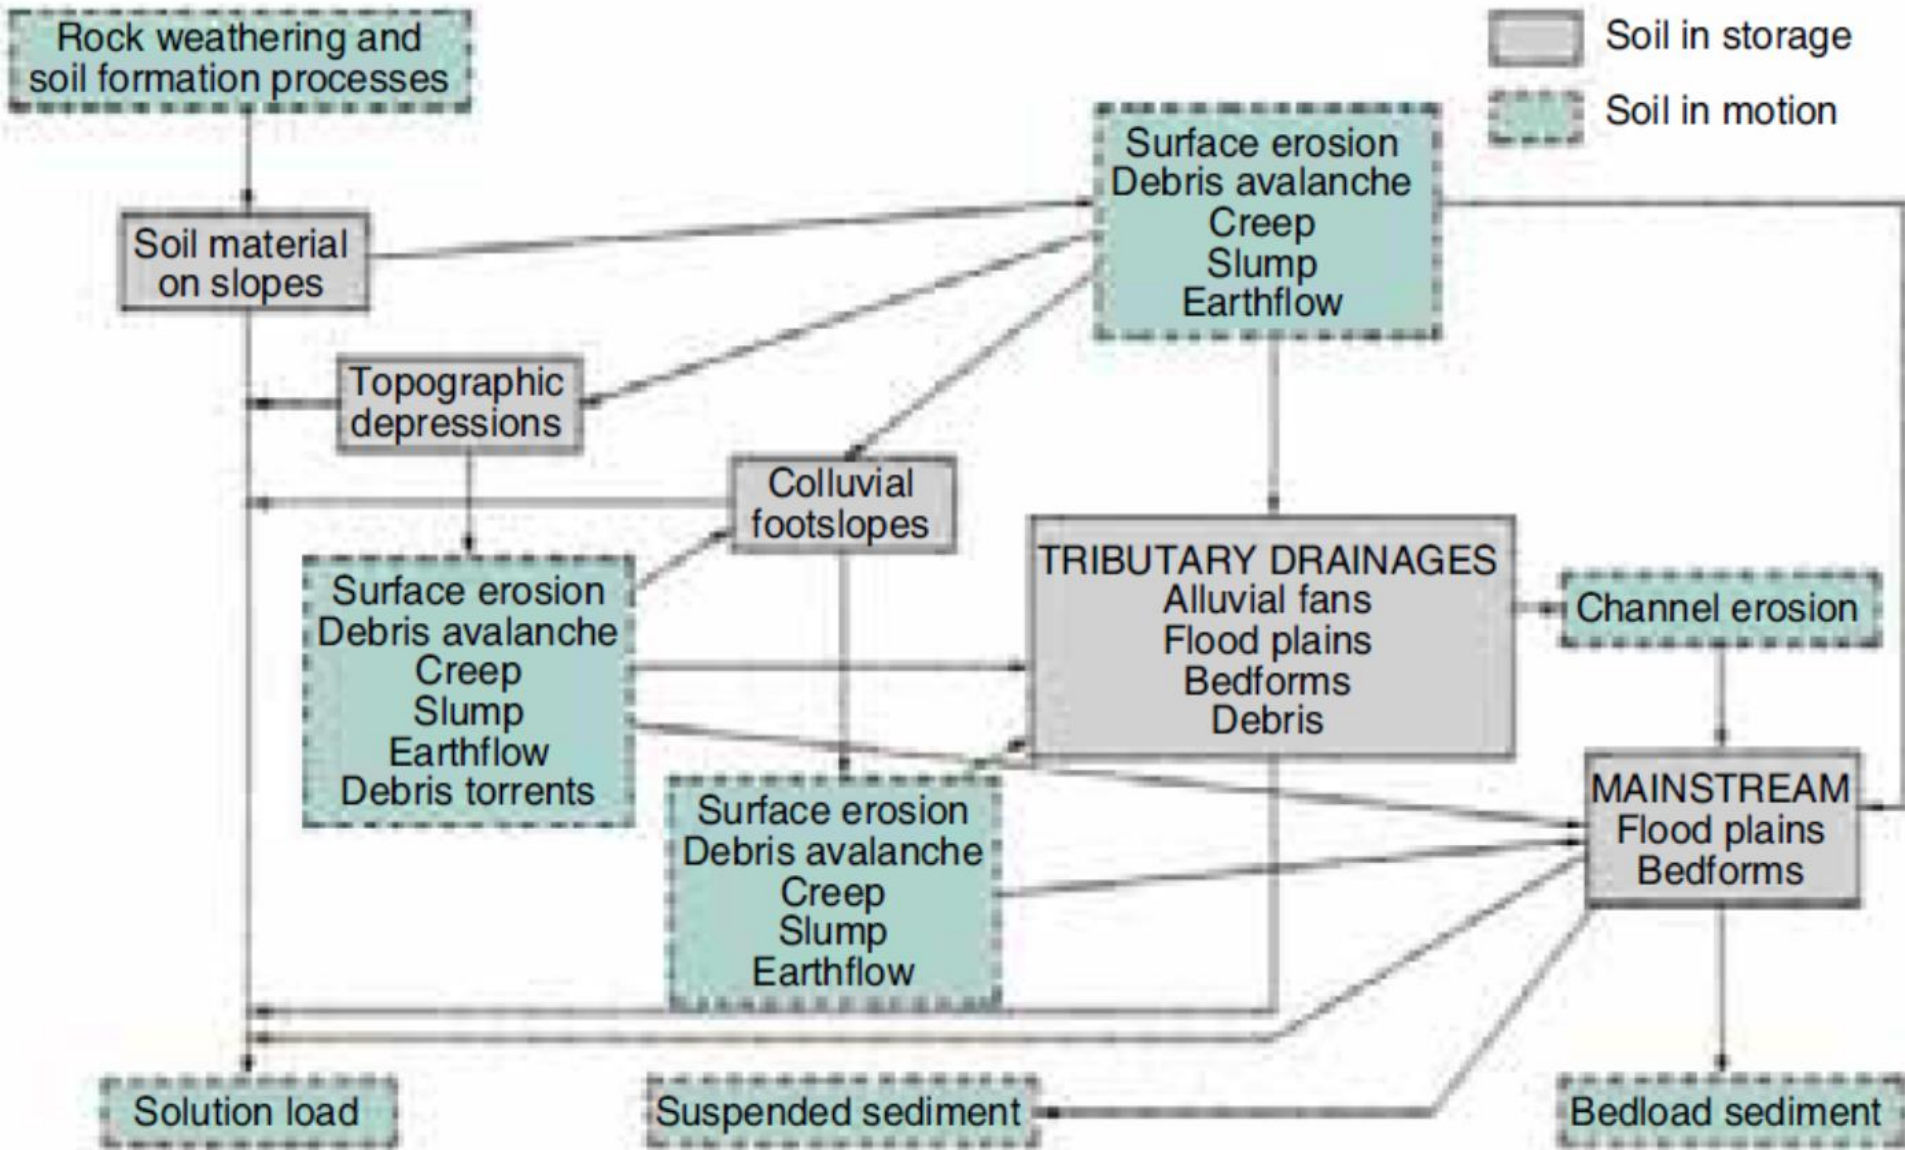 Rock weathering and
soil formation processes
Soil in storage
Soil in motion
Surface erosion
Debris avalanche
Creep
Slump
Earthflow
Soil material
on slopes
Topographic
depressions
Colluvial
footslopes
TRIBUTARY DRAINAGES
Alluvial fans
Flood plains
Bedforms
Debris
Channel erosion
Surface erosion
Debris avalanche
Creep
Slump
Earthflow
Debris torrents
Surface erosion
Debris avalanche
Creep
Slump
Earthflow
MAINSTREAM
Flood plains
Bedforms
Solution load
Suspended sediment
Bedload sediment